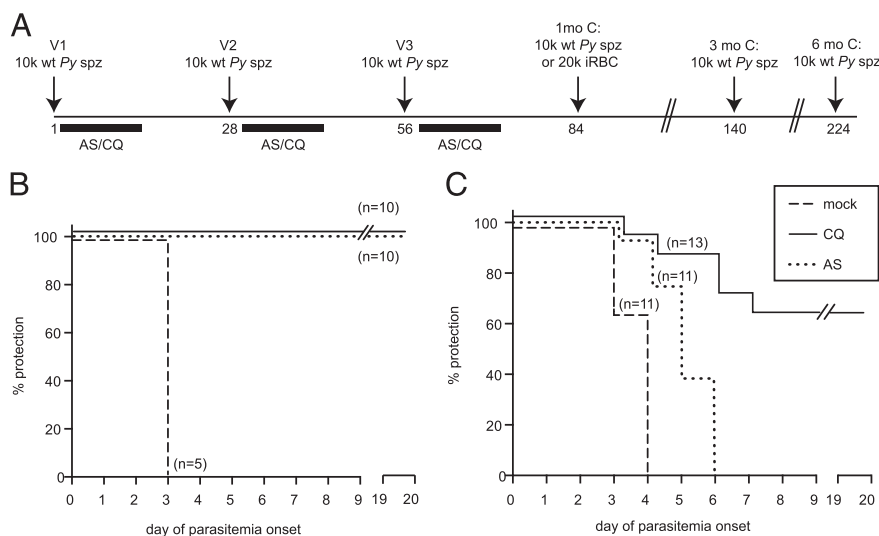 A
V1
10k wt Py spz
V2
10k wt Py spz
V3
10k wt Py spz
1mo C:
10k wt Py spz
or 20k iRBC
3 mo C:
10k wt Py spz
6 mo C:
10k wt Py spz
1
28
56
84
140
224
AS/CQ
AS/CQ
AS/CQ
B
(n=10)
(n=10)
(n=5)
100
80
60
40
20
0
% protection
0 1 2 3 4 5 6 7 8 9 19 20
day of parasitemia onset
C
mock
CQ
AS
(n=13)
(n=11)
(n=11)
100
80
60
40
20
0
% protection
0 1 2 3 4 5 6 7 8 9 19 20
day of parasitemia onset